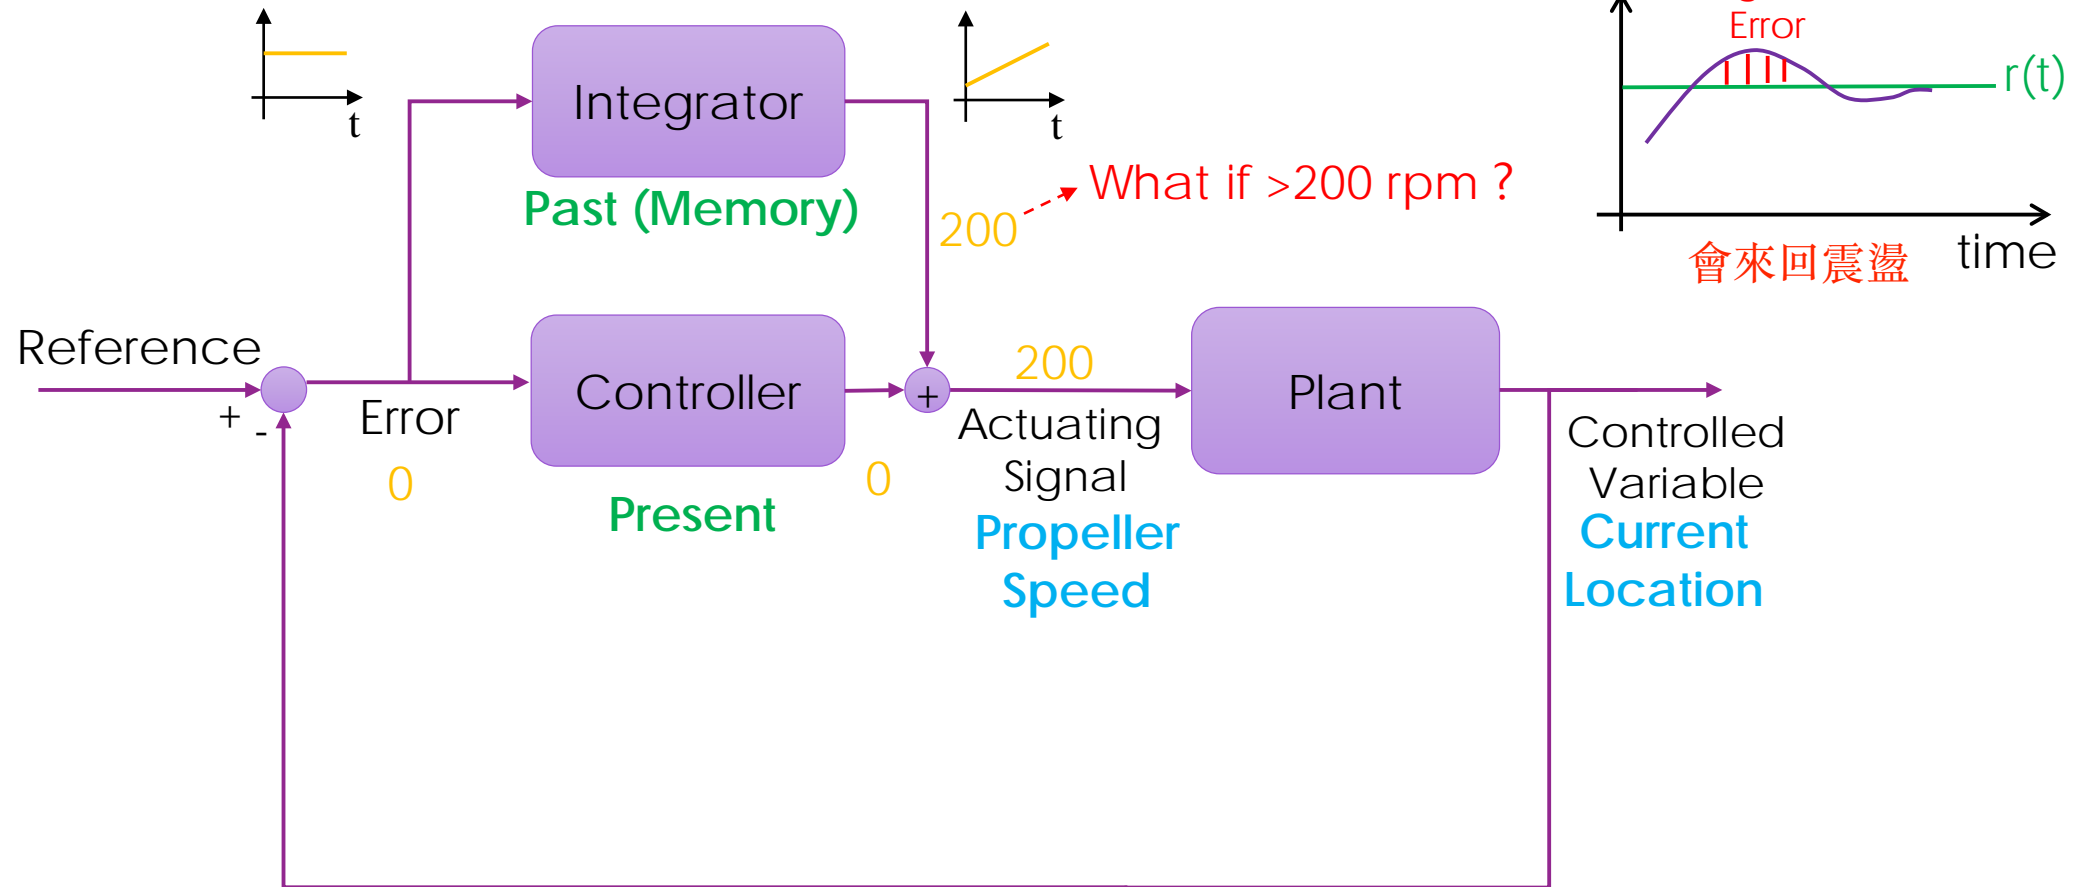 Error
r(t)
t
Integrator
t
What if >200 rpm ?
Past (Memory)
200
time
會來回震盪
Reference
200
Controller
+
Plant
+
-
Error
Actuating
Signal
Controlled
Variable
0
0
Present
Propeller
Speed
Current
Location